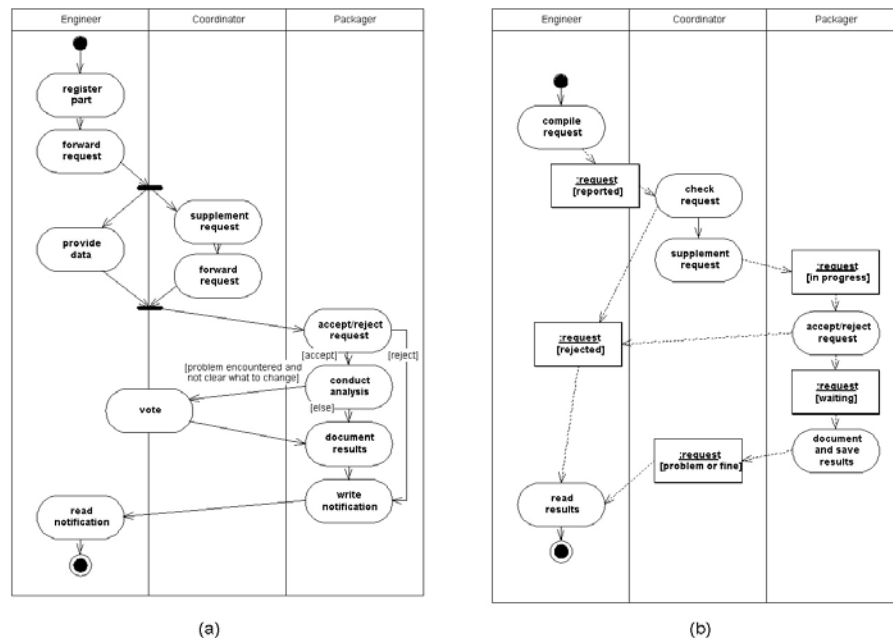 Engineer
Coordinator
Packager
register
part
forward
request
supplement
request
provide
data
forward
request
accept/reject
request
[accept]
[reject]
[problem encountered and
not clear what to change]
conduct
analysis
[else]
vote
document
results
write
notification
read
notification
(a)
Engineer
Coordinator
Packager
compile
request
:request
[reported]
check
request
supplement
request
:request
[in progress]
:request
[rejected]
accept/reject
request
:request
[waiting]
document
and save
results
:request
[problem or fine]
read
results
(b)